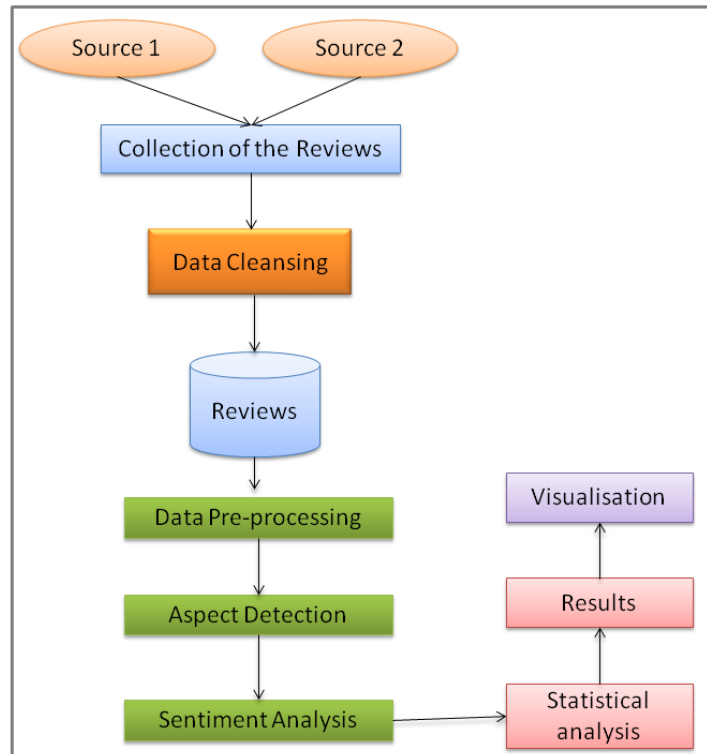 Source 1
Source 2
Collection of the Reviews
Data Cleansing
Reviews
Data Pre-processing
Aspect Detection
Sentiment Analysis
Statistical
analysis
Results
Visualisation